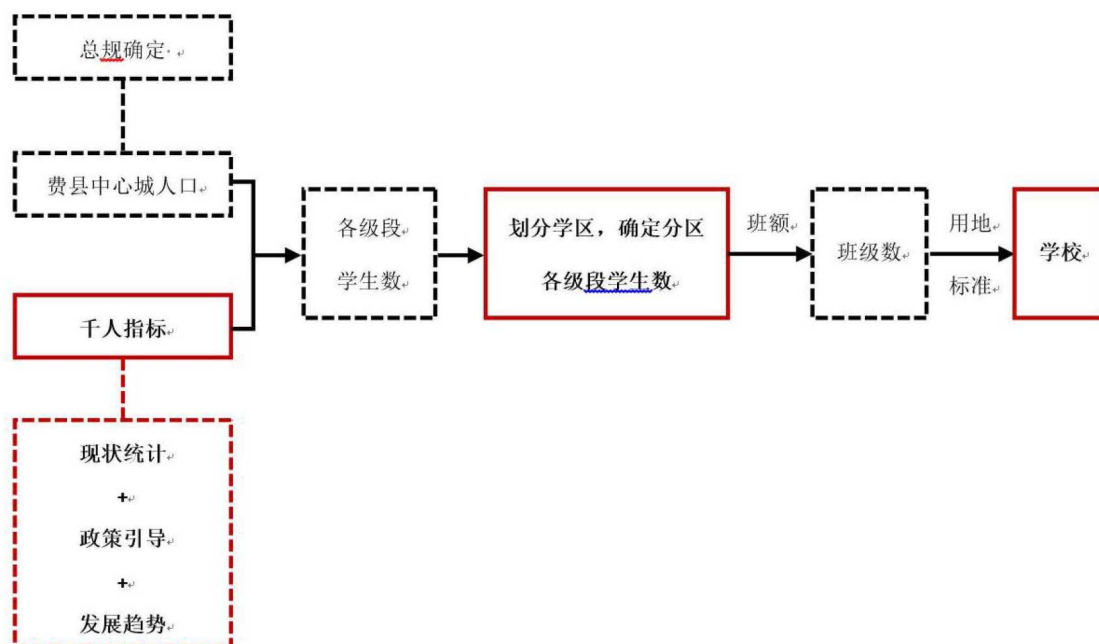 总规确定
费县中心城人口
千人指标
现状统计
+
政策引导
+
发展趋势
各级段
学生数
划分学区，确定分区
各级段学生数
班额
班级数
用地
标准
学校